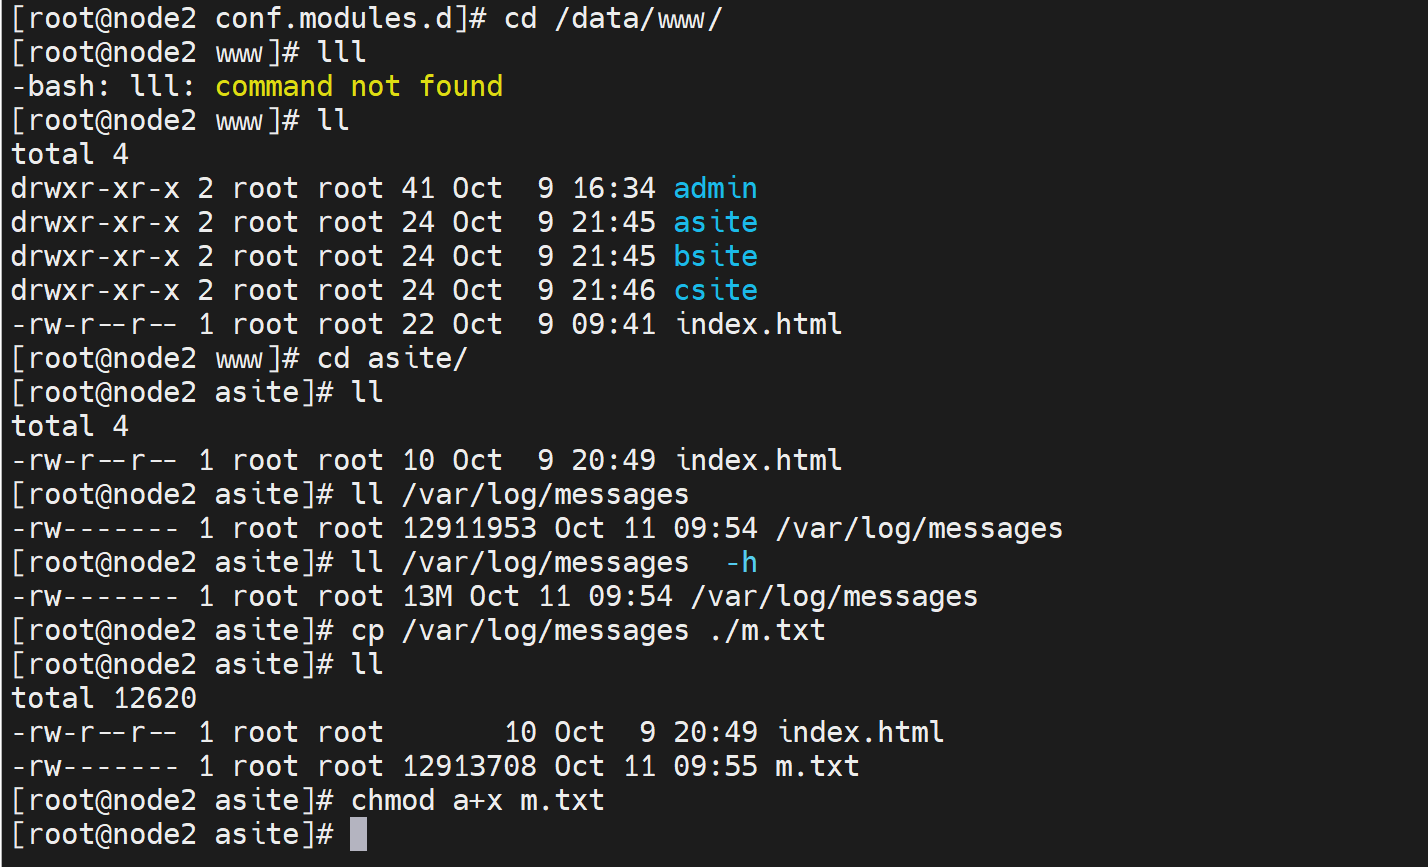 [root@node2 conf.modules.d]# cd /data/www/
[root@node2 www]# lll
-bash: lll: command not found
[root@node2 www]# ll
total 4
drwxr-xr-x 2 root root 41 Oct  9 16:34 admin
drwxr-xr-x 2 root root 24 Oct  9 21:45 asite
drwxr-xr-x 2 root root 24 Oct  9 21:45 bsite
drwxr-xr-x 2 root root 24 Oct  9 21:46 csite
-rw-r--r-- 1 root root 22 Oct  9 09:41 index.html
[root@node2 www]# cd asite/
[root@node2 asite]# ll
total 4
-rw-r--r-- 1 root root 10 Oct  9 20:49 index.html
[root@node2 asite]# ll /var/log/messages
-rw------- 1 root root 12911953 Oct 11 09:54 /var/log/messages
[root@node2 asite]# ll /var/log/messages  -h
-rw------- 1 root root 13M Oct 11 09:54 /var/log/messages
[root@node2 asite]# cp /var/log/messages ./m.txt
[root@node2 asite]# ll
total 12620
-rw-r--r-- 1 root root       10 Oct  9 20:49 index.html
-rw------- 1 root root 12913708 Oct 11 09:55 m.txt
[root@node2 asite]# chmod a+x m.txt
[root@node2 asite]#